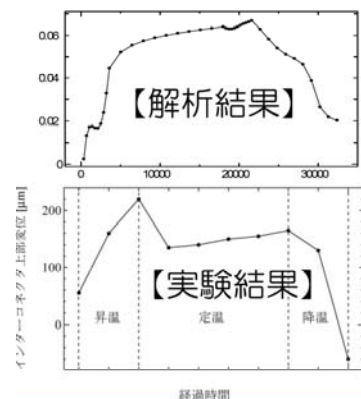 0.06
0.04
【解析結果】
0.02
0
0 10000 20000 30000
インターコネクタ上部変位 [μm]
200
100
【実験結果】
昇温 定温 降温
0
経過時間